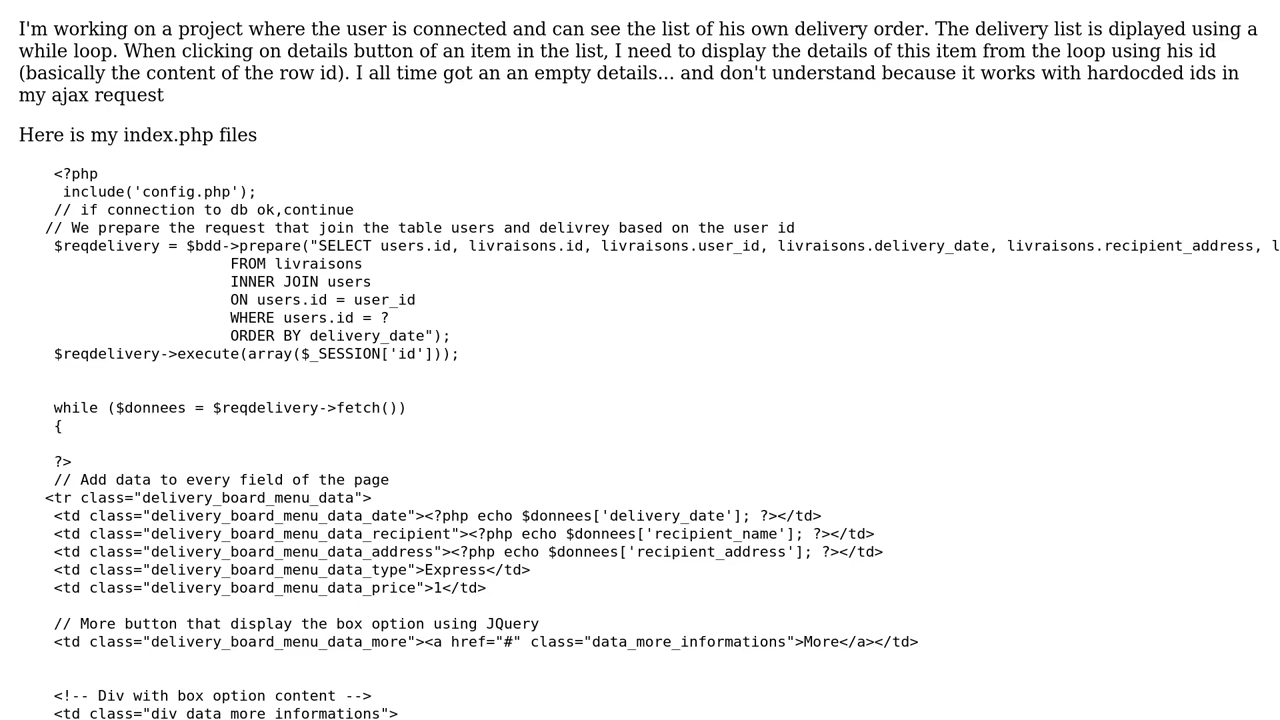 I'm working on a project where the user is connected and can see the list of his own delivery order. The delivery list is diplayed using a
while loop. When clicking on details button of an item in the list, I need to display the details of this item from the loop using his id
(basically the content of the row id). I all time got an an empty details... and don't understand because it works with hardocded ids in
my ajax request
Here is my index.php files
<?php
include('config.php');
// if connection to db ok,continue
// We prepare the request that join the table users and delivrey based on the user id
$reqdelivery = $bdd->prepare("SELECT users.id, livraisons.id, livraisons.user_id, livraisons.delivery_date, livraisons.recipient_address, l
FROM livraisons
INNER JOIN users
ON users.id = user_id
WHERE users.id = ?
ORDER BY delivery_date");
$reqdelivery->execute(array($_SESSION['id']));
while ($donnees = $reqdelivery->fetch())
{
?>
// Add data to every field of the page
<tr class="delivery_board_menu_data">
<td class="delivery_board_menu_data_date"><?php echo $donnees['delivery_date']; ?></td>
<td class="delivery_board_menu_data_recipient"><?php echo $donnees['recipient_name']; ?></td>
<td class="delivery_board_menu_data_address"><?php echo $donnees['recipient_address']; ?></td>
<td class="delivery_board_menu_data_type">Express</td>
<td class="delivery_board_menu_data_price">1</td>
// More button that display the box option using JQuery
<td class="delivery_board_menu_data_more"><a href="#" class="data_more_informations">More</a></td>
<!-- Div with box option content -->
<td class="div_data_more_informations">